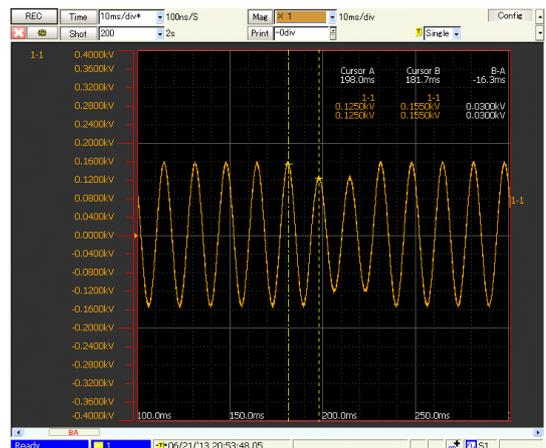 REC Time 10ms/div* 100ns/S Mag × 1 10ms/div Config
Shot 200 2s Print -0div Single
1-1 0.4000kV
0.3600kV Cursor A Cursor B B-A
0.3200kV 198.0ms 181.7ms -16.3ms
1-1 1-1
0.2800kV 0.1250kV 0.1550kV 0.0300kV
0.1250kV 0.1550kV 0.0300kV
0.2400kV
0.2000kV
0.1600kV
0.1200kV
0.0800kV 1-1
0.0400kV
0.0000kV
-0.0400kV
-0.0800kV
-0.1200kV
-0.1600kV
-0.2000kV
-0.2400kV
-0.2800kV
-0.3200kV
-0.3600kV
-0.4000kV 100.0ms 150.0ms 200.0ms 250.0ms
BA
Ready 1 06/21/'13 20:53:48.05 S1